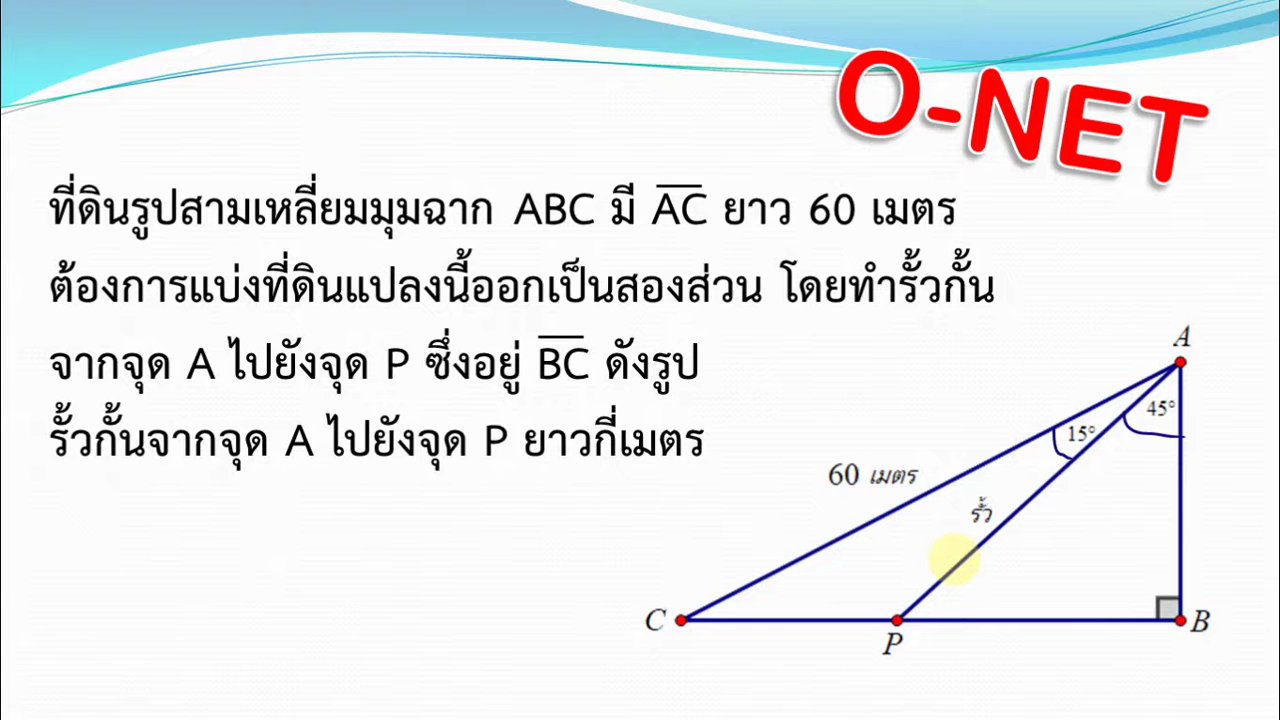 O-NET
ที่ดินรูปสามเหลี่ยมมุมฉาก ABC มี AC ยาว 60 เมตร
ต้องการแบ่งที่ดินแปลงนี้ออกเป็นสองส่วน โดยทำรั้วกั้น
จากจุด A ไปยังจุด P ซึ่งอยู่ BC ดังรูป
รั้วกั้นจากจุด A ไปยังจุด P ยาวกี่เมตร
A
45°
15°
60 เมตร
รั้ว
C
B
P